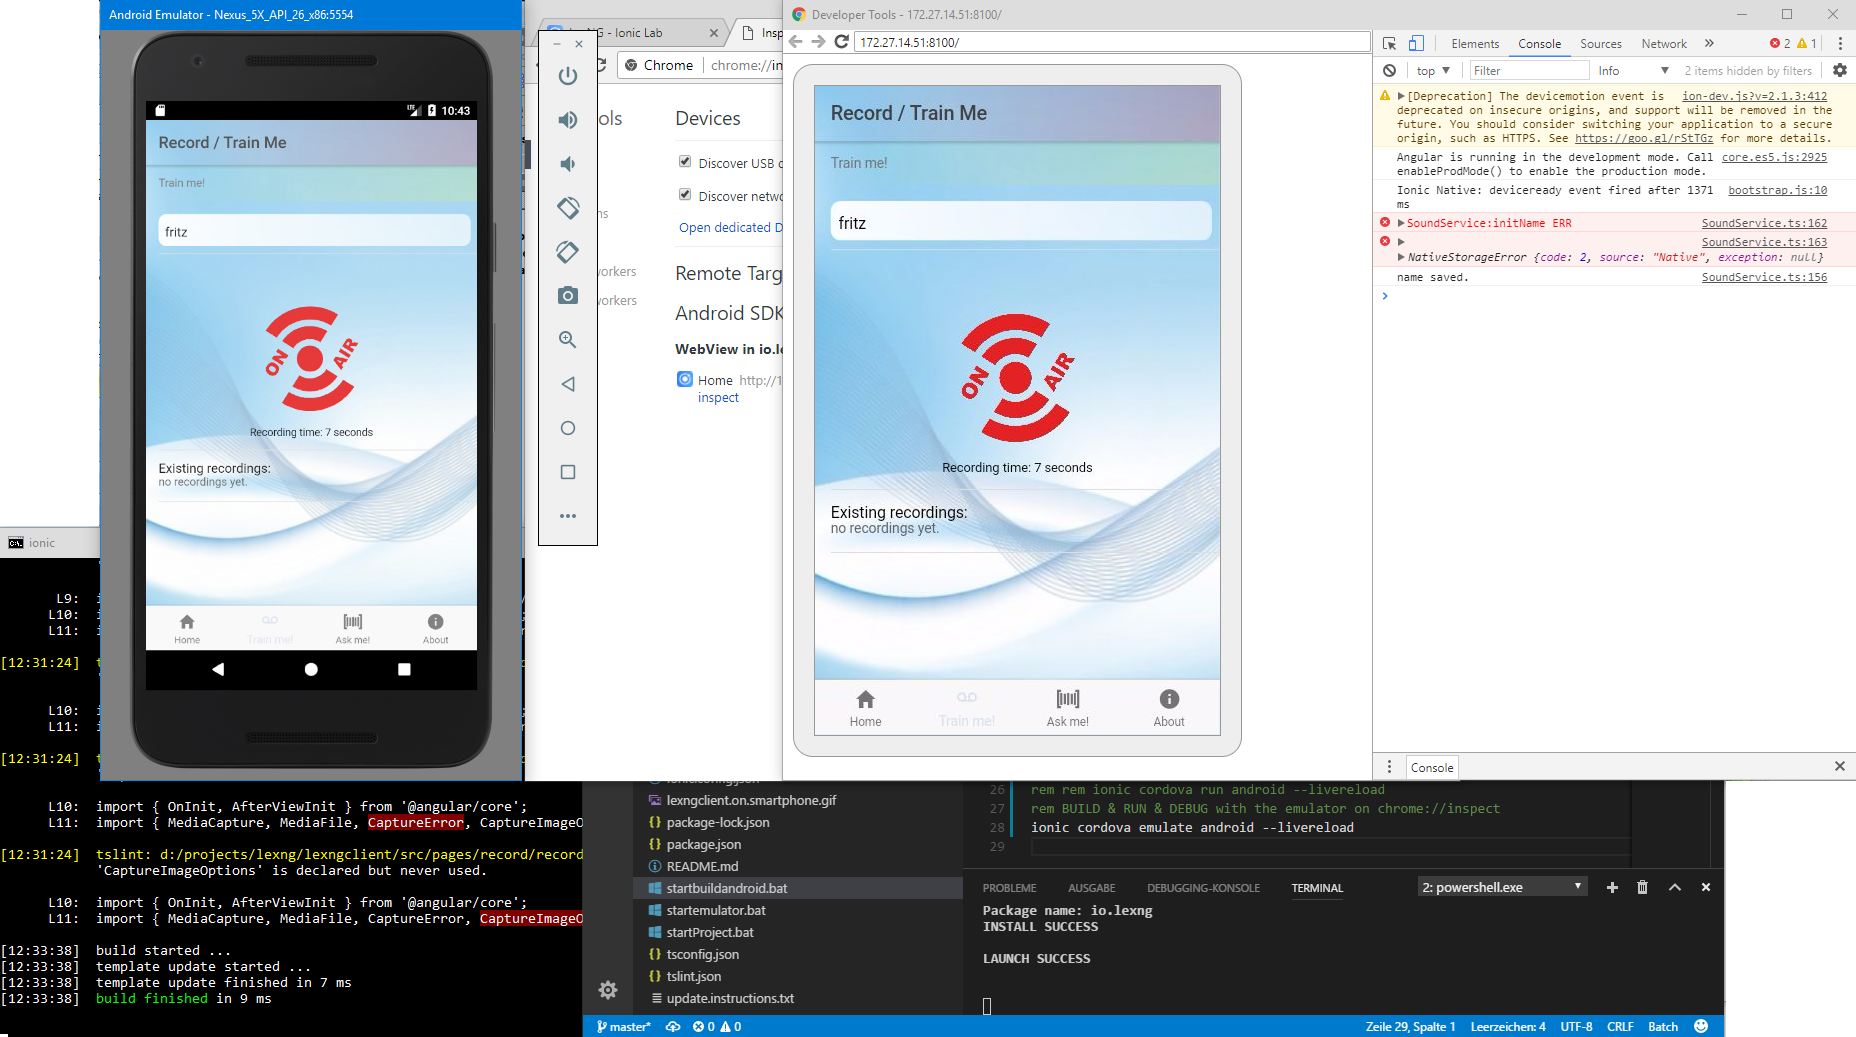 Android Emulator - Nexus_5X_API_26_x86:5554
LTE 10:43
Record / Train Me
Train me!
fritz
ON AIR
Recording time: 7 seconds
Existing recordings:
no recordings yet.
Home
Train me!
Ask me!
About
G - Ionic Lab
Insp
Chrome
chrome://in
Devices
Discover USB
Discover netwo
Open dedicated D
Remote Targ
Android SDK
WebView in io.le
Home http://1
inspect
ols
ns
workers
workers
Developer Tools - 172.27.14.51:8100/
172.27.14.51:8100/
Record / Train Me
Train me!
fritz
ON AIR
Recording time: 7 seconds
Existing recordings:
no recordings yet.
Home
Train me!
Ask me!
About
Elements Console Sources Network » 2 1
top Filter Info 2 items hidden by filters
[Deprecation] The devicemotion event is ion-dev.js?v=2.1.3:412
deprecated on insecure origins, and support will be removed in the
future. You should consider switching your application to a secure
origin, such as HTTPS. See https://goo.gl/rStTGz for more details.
Angular is running in the development mode. Call core.es5.js:2925
enableProdMode() to enable the production mode.
Ionic Native: deviceready event fired after 1371 bootstrap.js:10
ms
SoundService:initName ERR SoundService.ts:162
SoundService.ts:163
NativeStorageError {code: 2, source: "Native", exception: null}
name saved. SoundService.ts:156
Console
ionic
L9: i
L10: i
L11: i
[12:31:24] t
L10: i
L11: i
[12:31:24] t
L10: import { OnInit, AfterViewInit } from '@angular/core';
L11: import { MediaCapture, MediaFile, CaptureError, CaptureImageO
[12:31:24] tslint: d:/projects/lexng/lexngclient/src/pages/record/record
'CaptureImageOptions' is declared but never used.
L10: import { OnInit, AfterViewInit } from '@angular/core';
L11: import { MediaCapture, MediaFile, CaptureError, CaptureImageO
[12:33:38] build started ...
[12:33:38] template update started ...
[12:33:38] template update finished in 7 ms
[12:33:38] build finished in 9 ms
lexngclient.on.smartphone.gif
package-lock.json
package.json
README.md
startbuildandroid.bat
startemulator.bat
startProject.bat
tsconfig.json
tslint.json
update.instructions.txt
26 rem rem ionic cordova run android --livereload
27 rem BUILD & RUN & DEBUG with the emulator on chrome://inspect
28 ionic cordova emulate android --livereload
29
PROBLEME AUSGABE DEBUGGING-KONSOLE TERMINAL 2: powershell.exe
Package name: io.lexng
INSTALL SUCCESS
LAUNCH SUCCESS
master* 0 0 Zeile 29, Spalte 1 Leerzeichen: 4 UTF-8 CRLF Batch